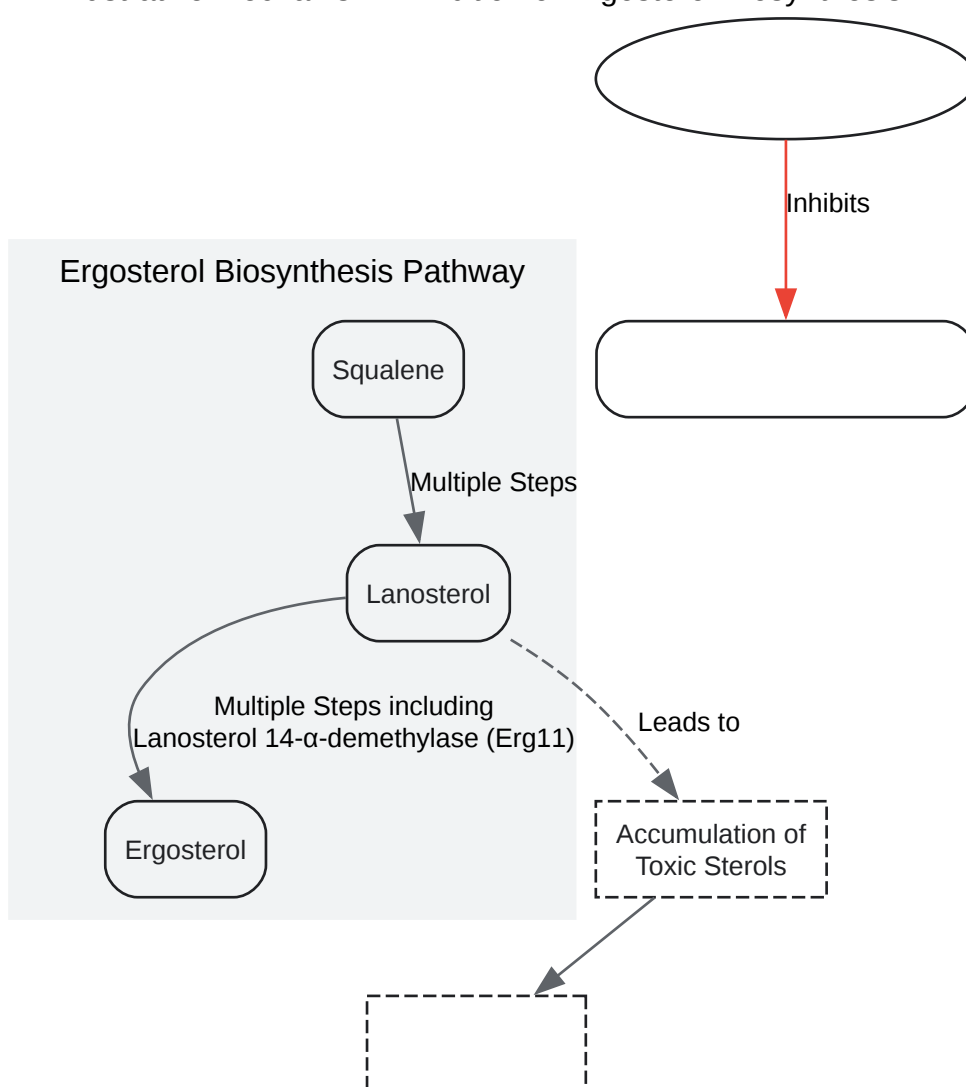 Inhibits
Ergosterol Biosynthesis Pathway
Squalene
Multiple Steps
Lanosterol
Multiple Steps including
Lanosterol 14-α-demethylase (Erg11)
Leads to
Ergosterol
Accumulation of
Toxic Sterols